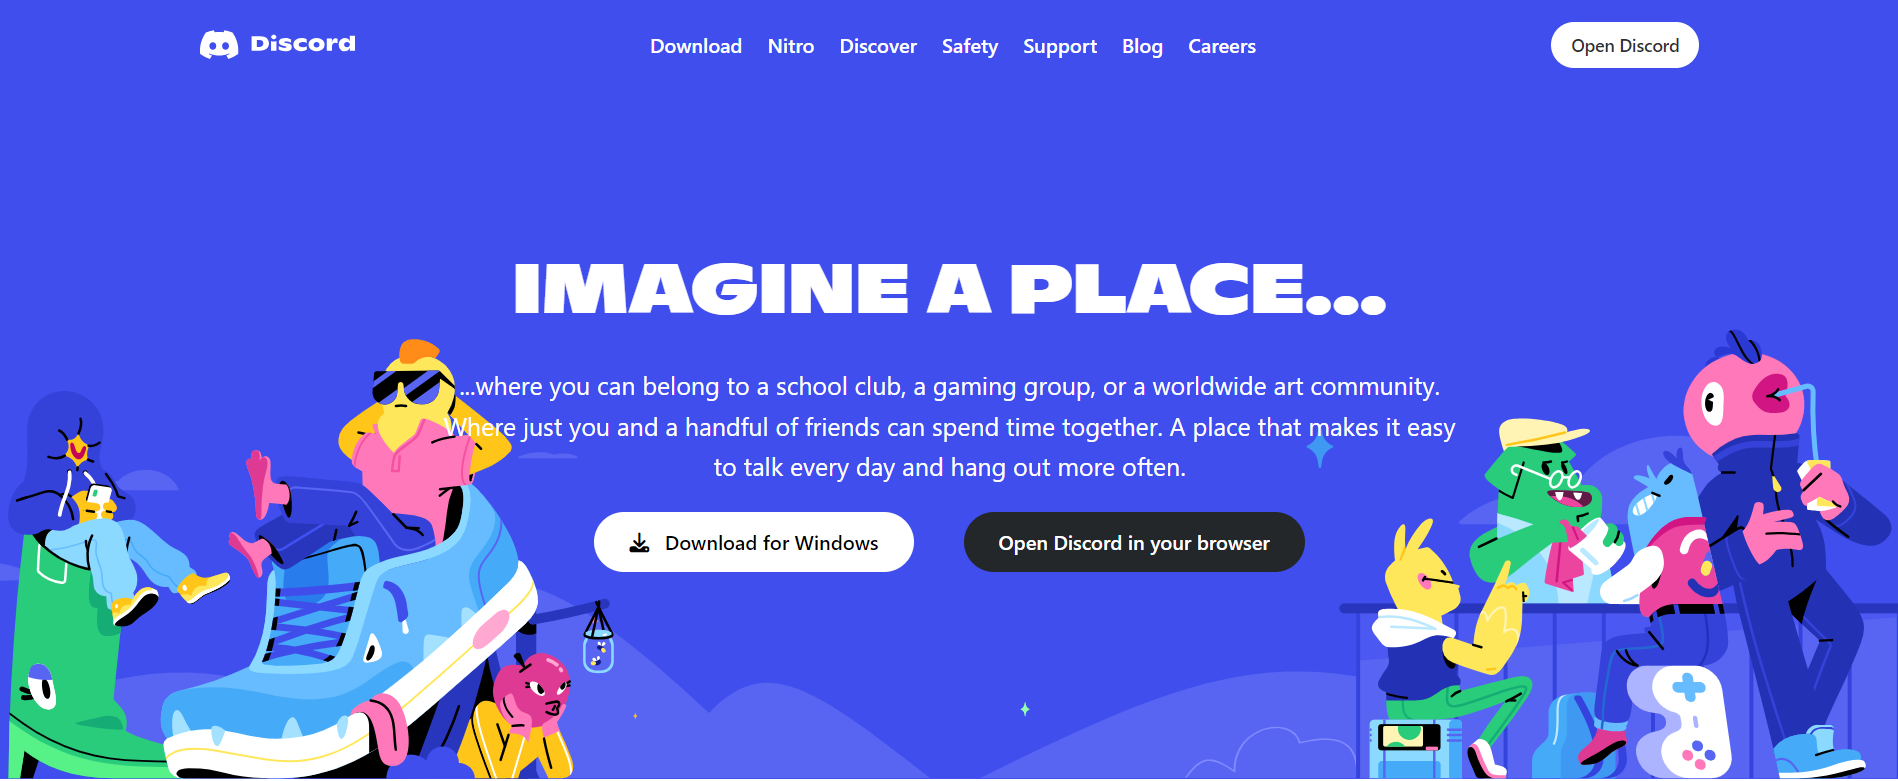 Discord
Download Nitro Discover Safety Support Blog Careers
Open Discord
IMAGINE A PLACE...
...where you can belong to a school club, a gaming group, or a worldwide art community.
Where just you and a handful of friends can spend time together. A place that makes it easy
to talk every day and hang out more often.
Download for Windows
Open Discord in your browser